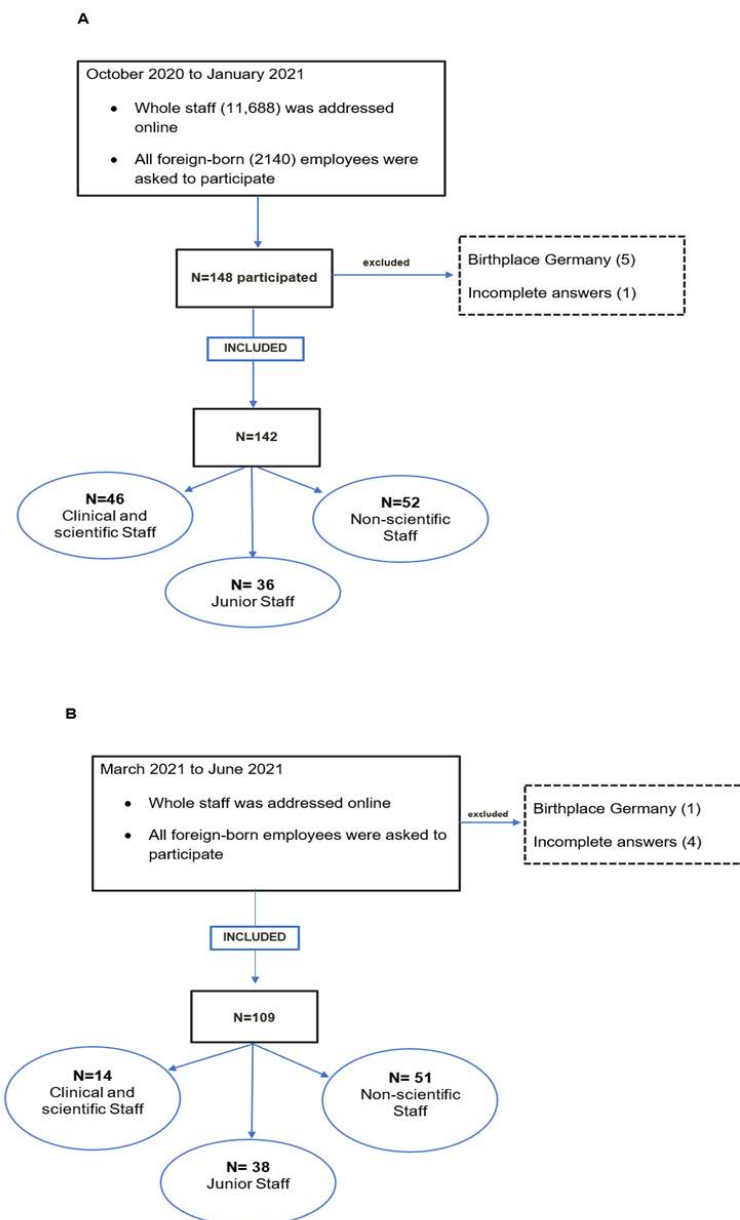 A
October 2020 to January 2021
• Whole staff (11,688) was addressed
online
• All foreign-born (2140) employees were
asked to participate
N=148 participated
excluded
Birthplace Germany (5)
Incomplete answers (1)
INCLUDED
N=142
N=46
Clinical and
scientific Staff
N=52
Non-scientific
Staff
N= 36
Junior Staff
B
March 2021 to June 2021
• Whole staff was addressed online
• All foreign-born employees were asked to
participate
excluded
Birthplace Germany (1)
Incomplete answers (4)
INCLUDED
N=109
N=14
Clinical and
scientific Staff
N= 51
Non-scientific
Staff
N= 38
Junior Staff